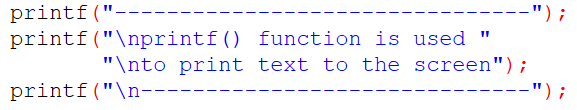 printf("--------------------------------");
printf("\nprintf() function is used "
"\nto print text to the screen");
printf("\n------------------------------");